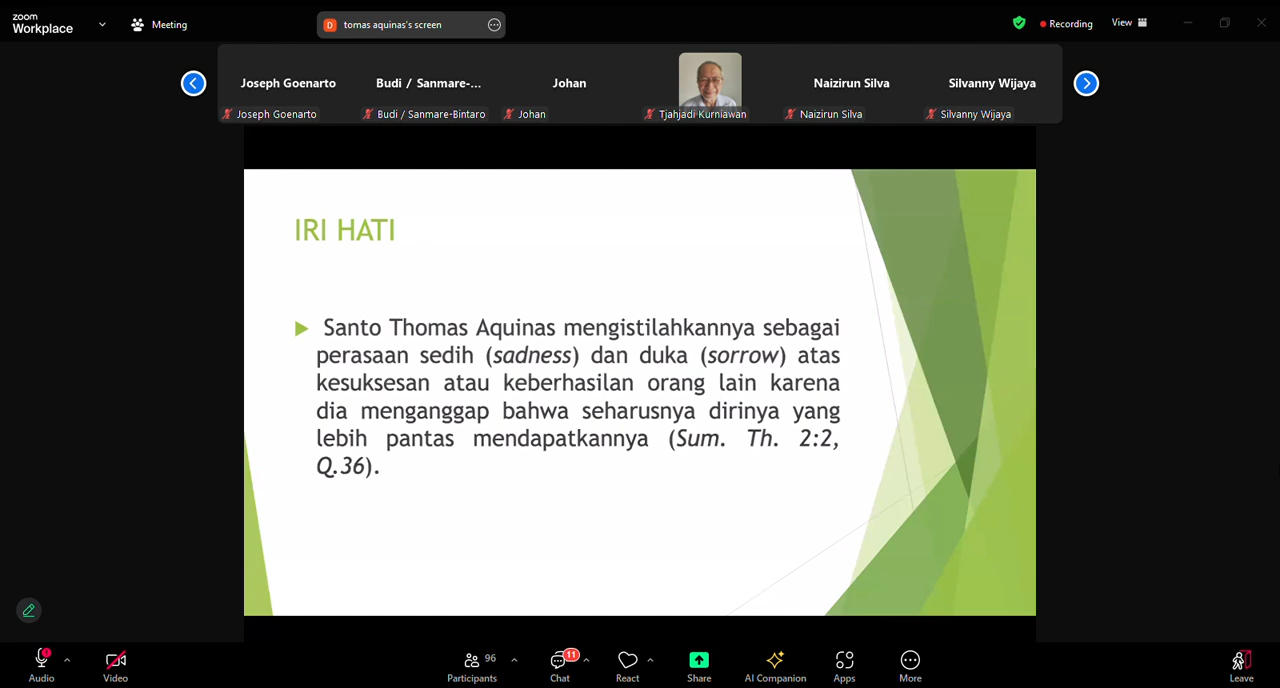 zoom
Workplace
Meeting
D tomas aquinas's screen
Recording
View
Joseph Goenarto
Budi / Sanmare-...
Johan
Naizirun Silva
Silvanny Wijaya
Joseph Goenarto
Budi / Sanmare-Bintaro
Johan
Tjahjadi Kurniawan
Naizirun Silva
Silvanny Wijaya
IRI HATI
Santo Thomas Aquinas mengistilahkannya sebagai
perasaan sedih (sadness) dan duka (sorrow) atas
kesuksesan atau keberhasilan orang lain karena
dia menganggap bahwa seharusnya dirinya yang
lebih pantas mendapatkannya (Sum. Th. 2:2,
Q.36).
Audio
Video
96
Participants
11
Chat
React
Share
AI Companion
Apps
More
Leave